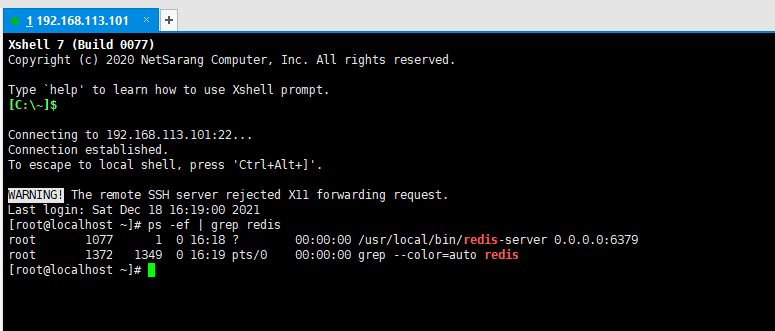 1 192.168.113.101 × +
Xshell 7 (Build 0077)
Copyright (c) 2020 NetSarang Computer, Inc. All rights reserved.
Type `help' to learn how to use Xshell prompt.
[C:\~]$
Connecting to 192.168.113.101:22...
Connection established.
To escape to local shell, press 'Ctrl+Alt+]'.
WARNING! The remote SSH server rejected X11 forwarding request.
Last login: Sat Dec 18 16:19:00 2021
[root@localhost ~]# ps -ef | grep redis
root       1077      1  0 16:18 ?        00:00:00 /usr/local/bin/redis-server 0.0.0.0:6379
root       1372   1349  0 16:19 pts/0    00:00:00 grep --color=auto redis
[root@localhost ~]#